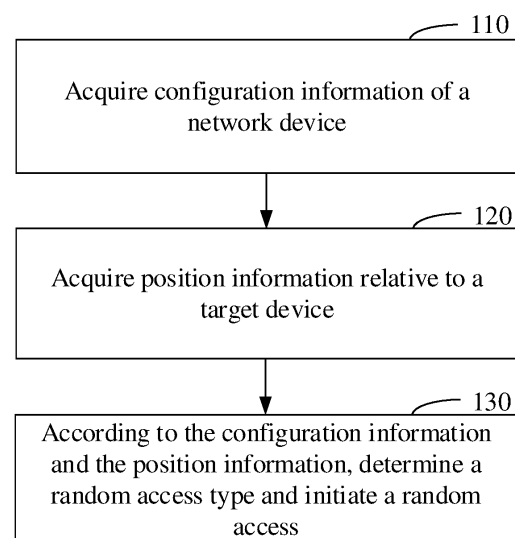 110
Acquire configuration information of a
network device
120
Acquire position information relative to a
target device
130
According to the configuration information
and the position information, determine a
random access type and initiate a random
access